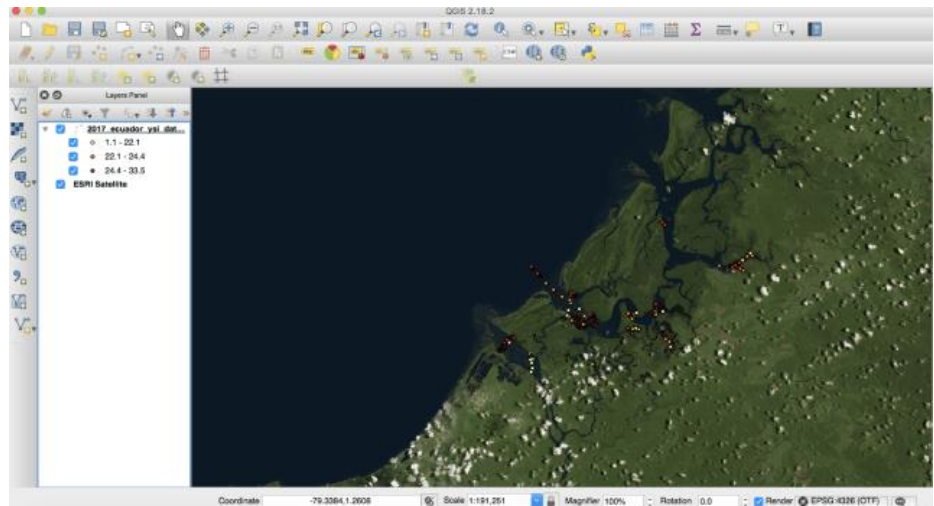 QGIS 2.18.2
Layers Panel
2017_ecuador_ysi_dat...
1.1 - 22.1
22.1 - 24.4
24.4 - 33.5
ESRI Satellite
Coordinate -79.3384,1.2608 Scale 1:191,251 Magnifier 100% Rotation 0.0 Render EPSG:4326 (OTF)